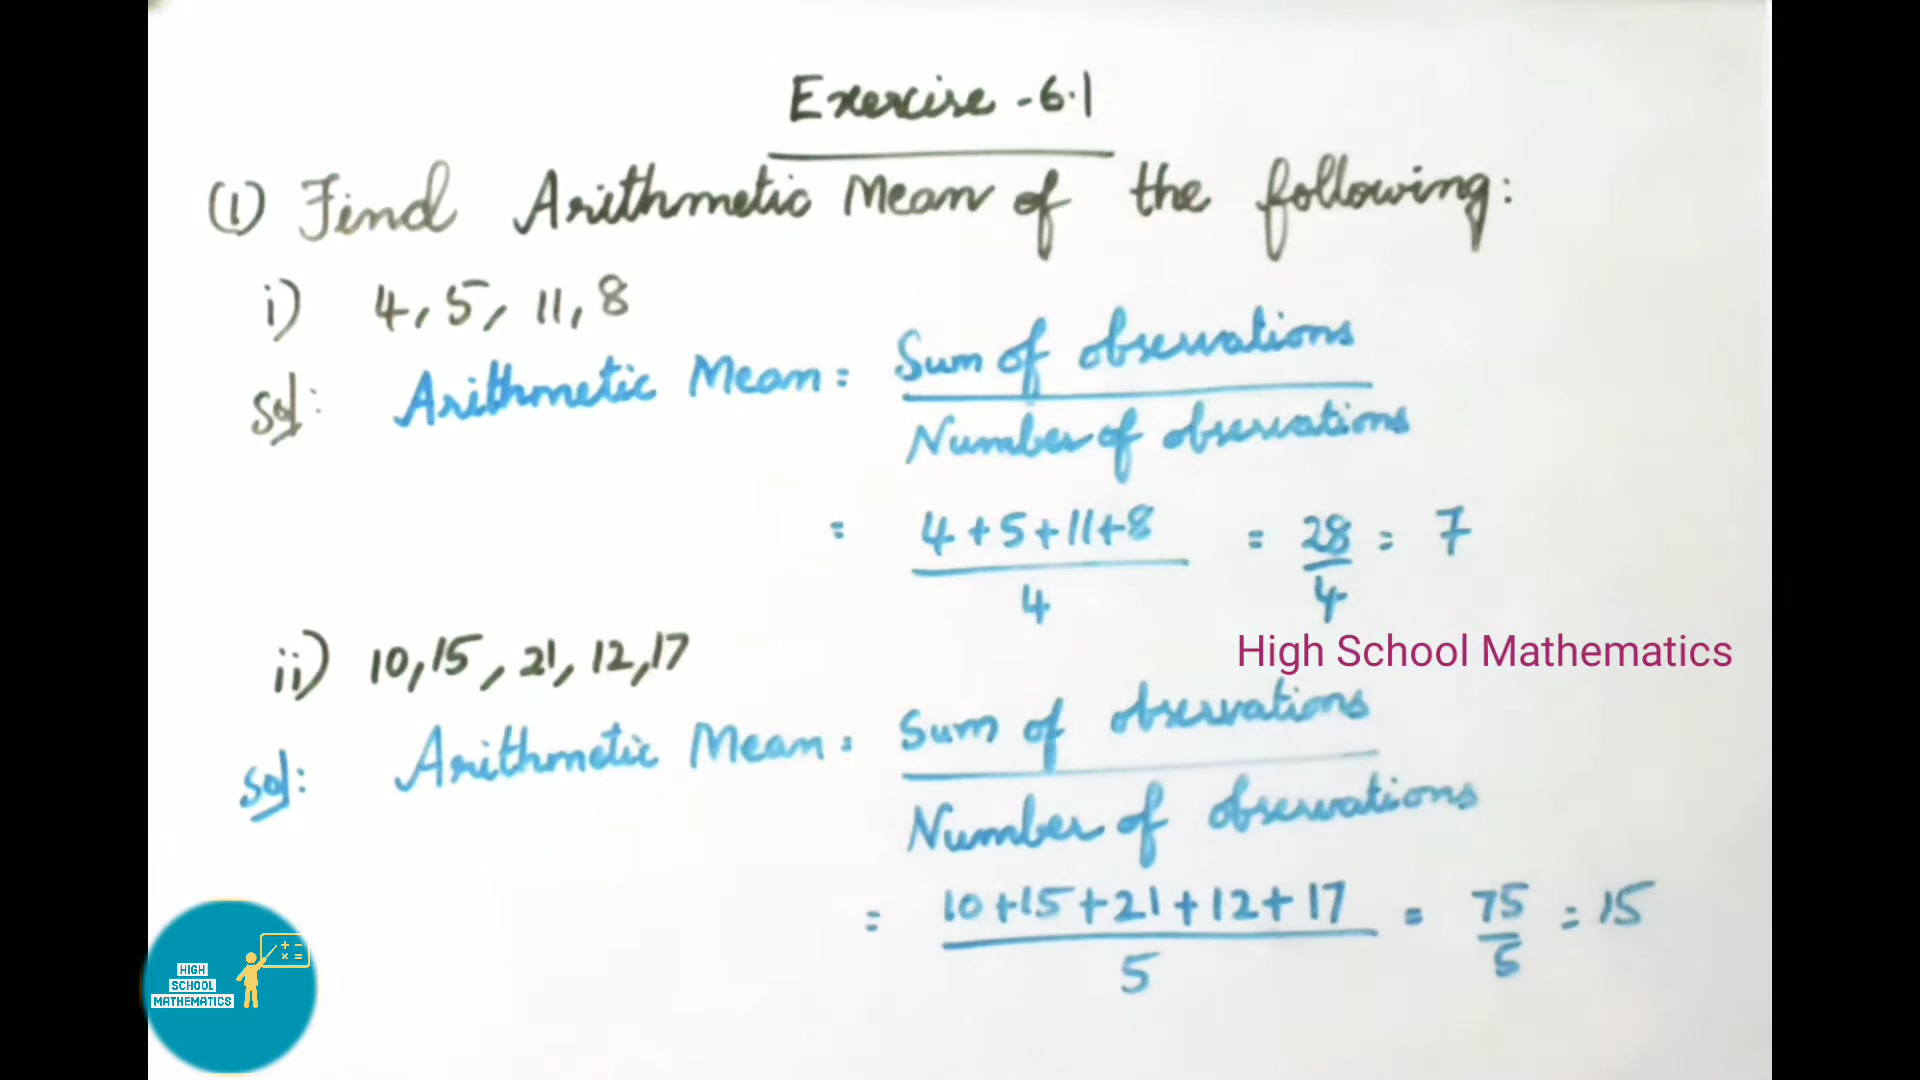 Exercise - 6.1
(1) Find Arithmetic Mean of the following:
i) 4, 5, 11, 8
Sol: Arithmetic Mean = Sum of observations
Number of observations
= 4+5+11+8 = 28 = 7
4 4
ii) 10, 15, 21, 12, 17
High School Mathematics
Sol: Arithmetic Mean = Sum of observations
Number of observations
= 10+15+21+12+17 = 75 = 15
5 5
HIGH
SCHOOL
MATHEMATICS
+ -
× =